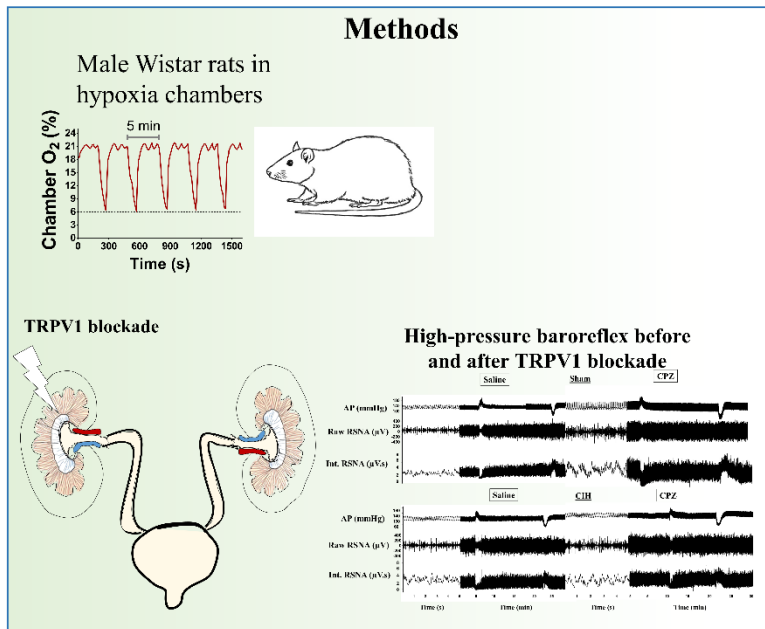 Methods
Male Wistar rats in
hypoxia chambers
5 min
Chamber O₂ (%)
24
21
18
15
12
9
6
3
0
0 300 600 900 1200 1500
Time (s)
TRPV1 blockade
High-pressure baroreflex before
and after TRPV1 blockade
Saline Sham CPZ
AP (mmHg)
Raw RSNA (µV)
Int. RSNA (µV.s)
Saline CIH CPZ
AP (mmHg)
Raw RSNA (µV)
Int. RSNA (µV.s)
Time (s) Time (min) Time (s) Time (min)